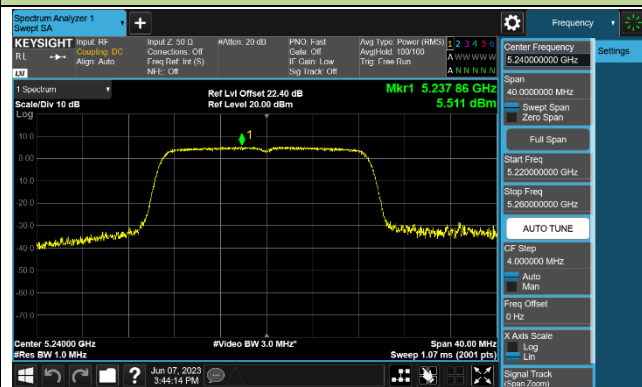 Spectrum Analyzer 1
Swept SA
Frequency
KEYSIGHT
RL
LXI
Input: RF
Coupling: DC
Align: Auto
Input Z: 50 Ω
Corrections: Off
Freq Ref: Int (S)
NFE: Off
#Atten: 20 dB
PNO: Fast
Gate: Off
IF Gain: Low
Sig Track: Off
Avg Type: Power (RMS)
Avg|Hold: 100/100
Trig: Free Run
1 2 3 4 5 6
A W W W W W
A N N N N N
1 Spectrum
Scale/Div 10 dB
Log
Ref Lvl Offset 22.40 dB
Ref Level 20.00 dBm
Mkr1 5.237 86 GHz
5.511 dBm
1
10.0
0.00
-10.0
-20.0
-30.0
-40.0
-50.0
-60.0
-70.0
Center 5.24000 GHz
#Res BW 1.0 MHz
#Video BW 3.0 MHz*
Span 40.00 MHz
Sweep 1.07 ms (2001 pts)
Jun 07, 2023
3:44:14 PM
Center Frequency
5.240000000 GHz
Span
40.0000000 MHz
Swept Span
Zero Span
Full Span
Start Freq
5.220000000 GHz
Stop Freq
5.260000000 GHz
AUTO TUNE
CF Step
4.000000 MHz
Auto
Man
Freq Offset
0 Hz
X Axis Scale
Log
Lin
Signal Track
(Span Zoom)
Settings